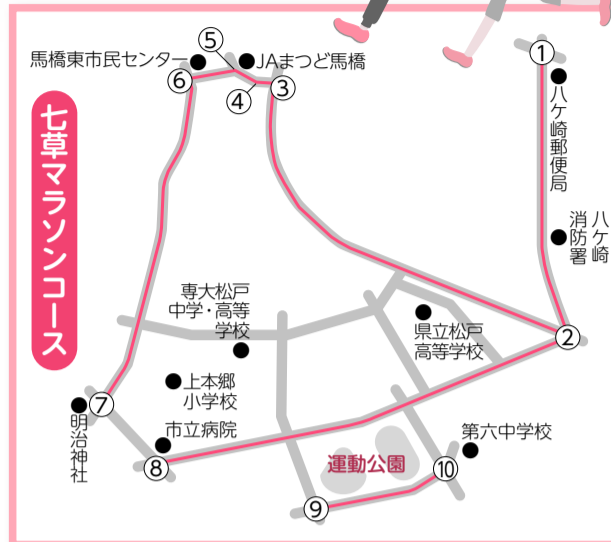 七草マラソンコース
馬橋東市民センター
⑤
JAまつど馬橋
⑥
④
③
①
八ケ崎郵便局
八ケ崎
消防署
②
専大松戸
中学・高等
学校
県立松戸
高等学校
上本郷
小学校
⑦
明治神社
市立病院
⑧
運動公園
第六中学校
⑩
⑨